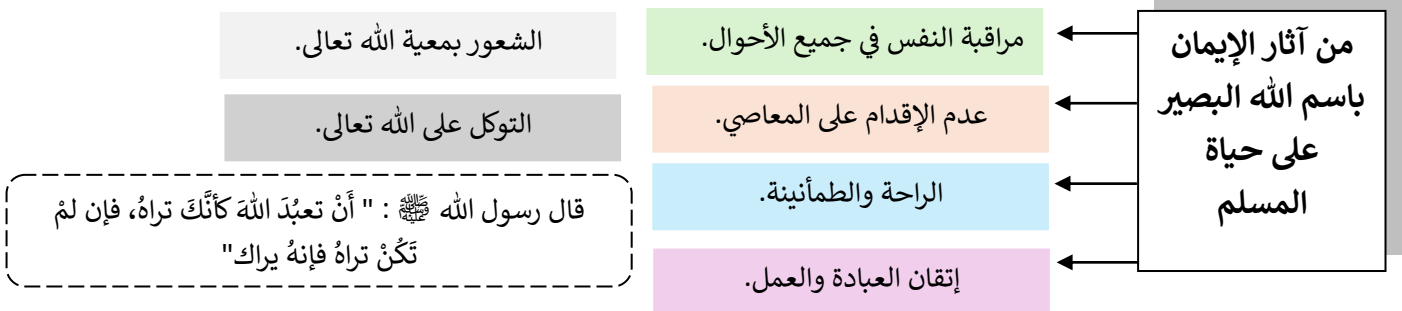 من آثار الإيمان
باسم الله البصير
على حياة
المسلم
مراقبة النفس في جميع الأحوال.
عدم الإقدام على المعاصي.
الراحة والطمأنينة.
إتقان العبادة والعمل.
الشعور بمعية الله تعالى.
التوكل على الله تعالى.
قال رسول الله ﷺ : " أَنْ تعبُدَ اللهَ كأنَّكَ تراهُ، فإن لمْ
تَكُنْ تراهُ فإنهُ يراك"